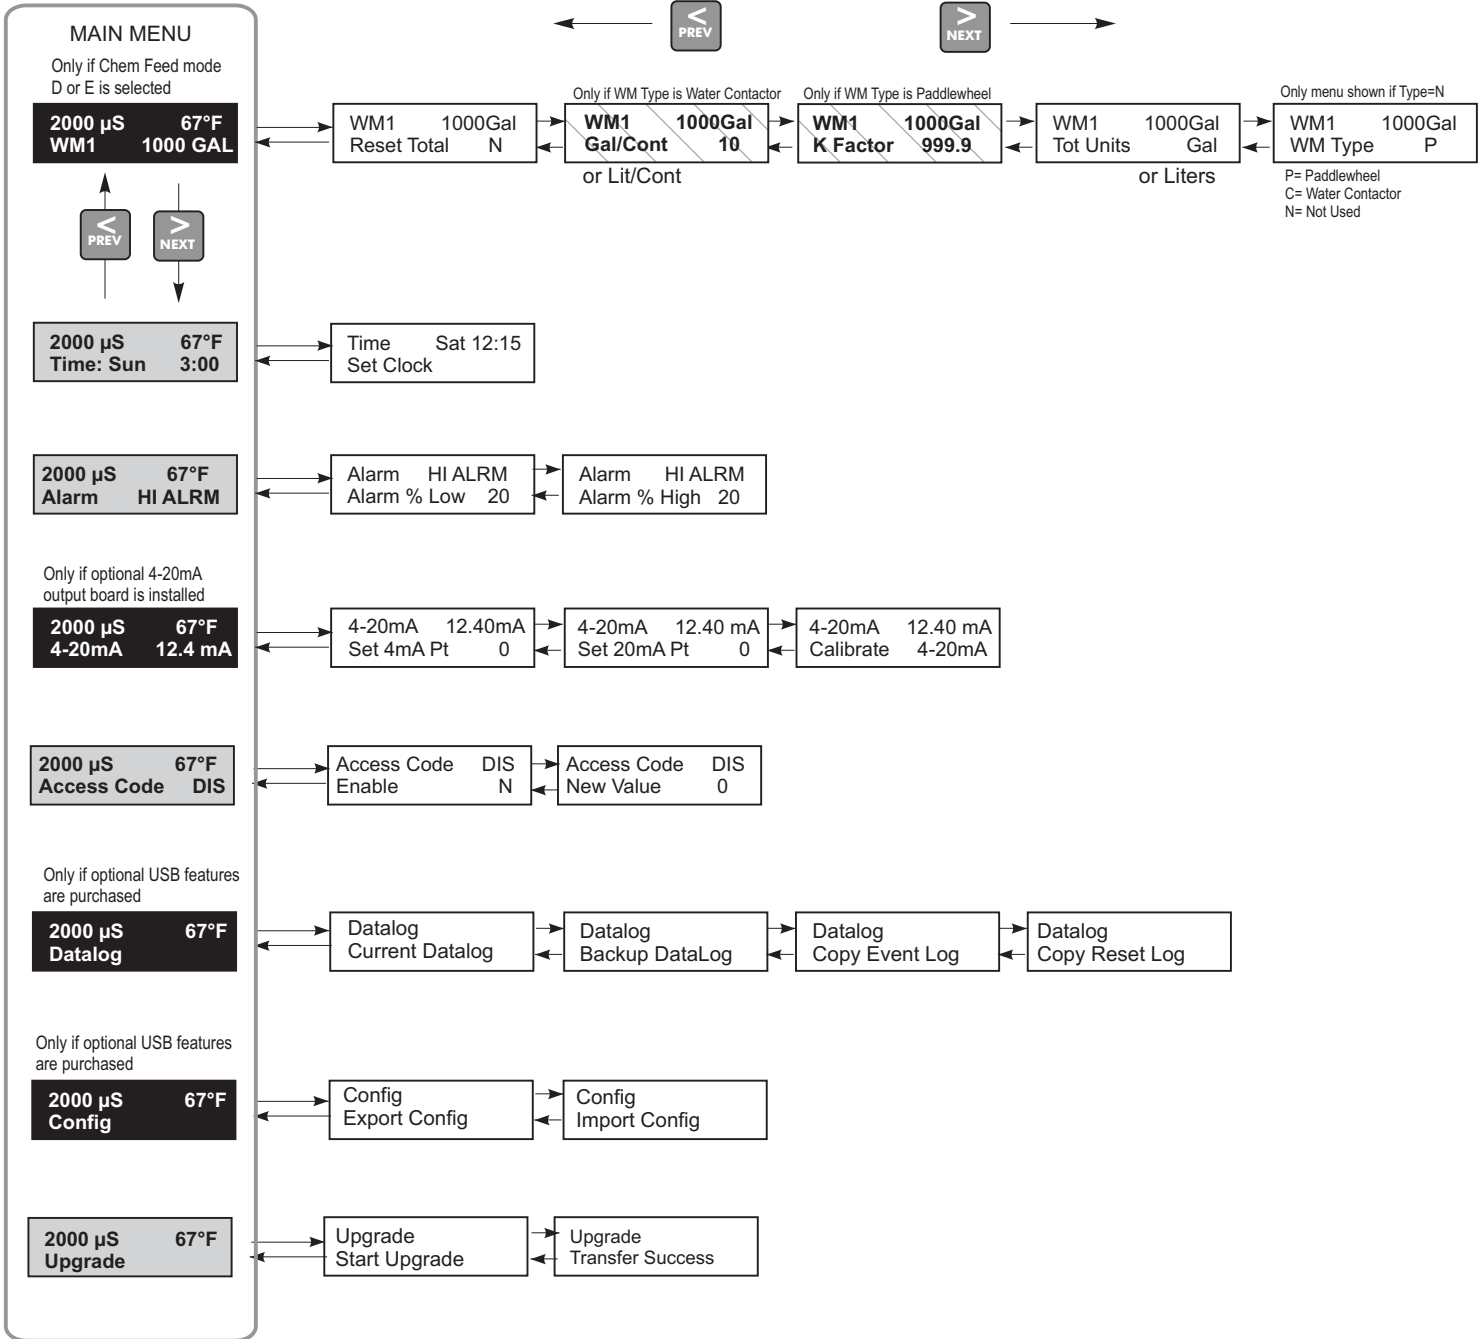 MAIN MENU
<
PREV
>
NEXT
Only if Chem Feed mode
D or E is selected
2000 µS 67°F
WM1 1000 GAL
WM1 1000Gal
Reset Total N
Only if WM Type is Water Contactor
WM1 1000Gal
Gal/Cont 10
or Lit/Cont
Only if WM Type is Paddlewheel
WM1 1000Gal
K Factor 999.9
WM1 1000Gal
Tot Units Gal
or Liters
Only menu shown if Type=N
WM1 1000Gal
WM Type P
P= Paddlewheel
C= Water Contactor
N= Not Used
<
PREV
>
NEXT
2000 µS 67°F
Time: Sun 3:00
Time Sat 12:15
Set Clock
2000 µS 67°F
Alarm HI ALRM
Alarm HI ALRM
Alarm % Low 20
Alarm HI ALRM
Alarm % High 20
Only if optional 4-20mA
output board is installed
2000 µS 67°F
4-20mA 12.4 mA
4-20mA 12.40mA
Set 4mA Pt 0
4-20mA 12.40 mA
Set 20mA Pt 0
4-20mA 12.40 mA
Calibrate 4-20mA
2000 µS 67°F
Access Code DIS
Access Code DIS
Enable N
Access Code DIS
New Value 0
Only if optional USB features
are purchased
2000 µS 67°F
Datalog
Datalog
Current Datalog
Datalog
Backup DataLog
Datalog
Copy Event Log
Datalog
Copy Reset Log
Only if optional USB features
are purchased
2000 µS 67°F
Config
Config
Export Config
Config
Import Config
2000 µS 67°F
Upgrade
Upgrade
Start Upgrade
Upgrade
Transfer Success